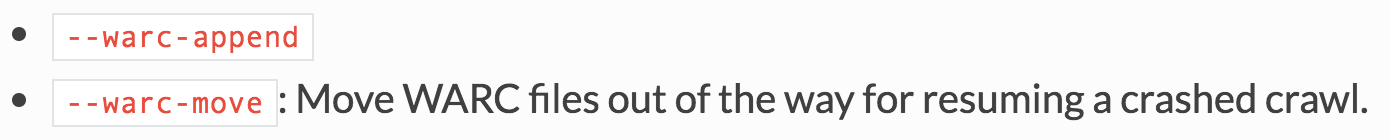 --warc-append
--warc-move: Move WARC files out of the way for resuming a crashed crawl.